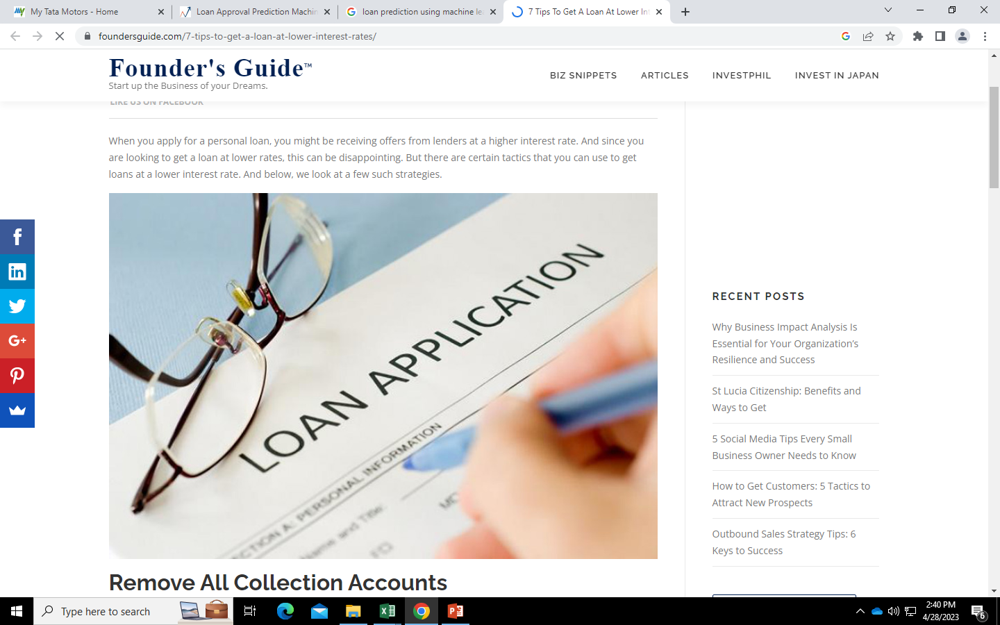 My Tata Motors - Home
Loan Approval Prediction Machin
loan prediction using machine le
7 Tips To Get A Loan At Lower In
foundersguide.com/7-tips-to-get-a-loan-at-lower-interest-rates/
Founder's Guide™
Start up the Business of your Dreams.
BIZ SNIPPETS
ARTICLES
INVESTPHIL
INVEST IN JAPAN
LIKE US ON FACEBOOK
When you apply for a personal loan, you might be receiving offers from lenders at a higher interest rate. And since you
are looking to get a loan at lower rates, this can be disappointing. But there are certain tactics that you can use to get
loans at a lower interest rate. And below, we look at a few such strategies.
LOAN APPLICATION
CTION A: PERSONAL INFORMATION
Name and Title:
Remove All Collection Accounts
RECENT POSTS
Why Business Impact Analysis Is
Essential for Your Organization’s
Resilience and Success
St Lucia Citizenship: Benefits and
Ways to Get
5 Social Media Tips Every Small
Business Owner Needs to Know
How to Get Customers: 5 Tactics to
Attract New Prospects
Outbound Sales Strategy Tips: 6
Keys to Success
Type here to search
2:40 PM
4/28/2023
6